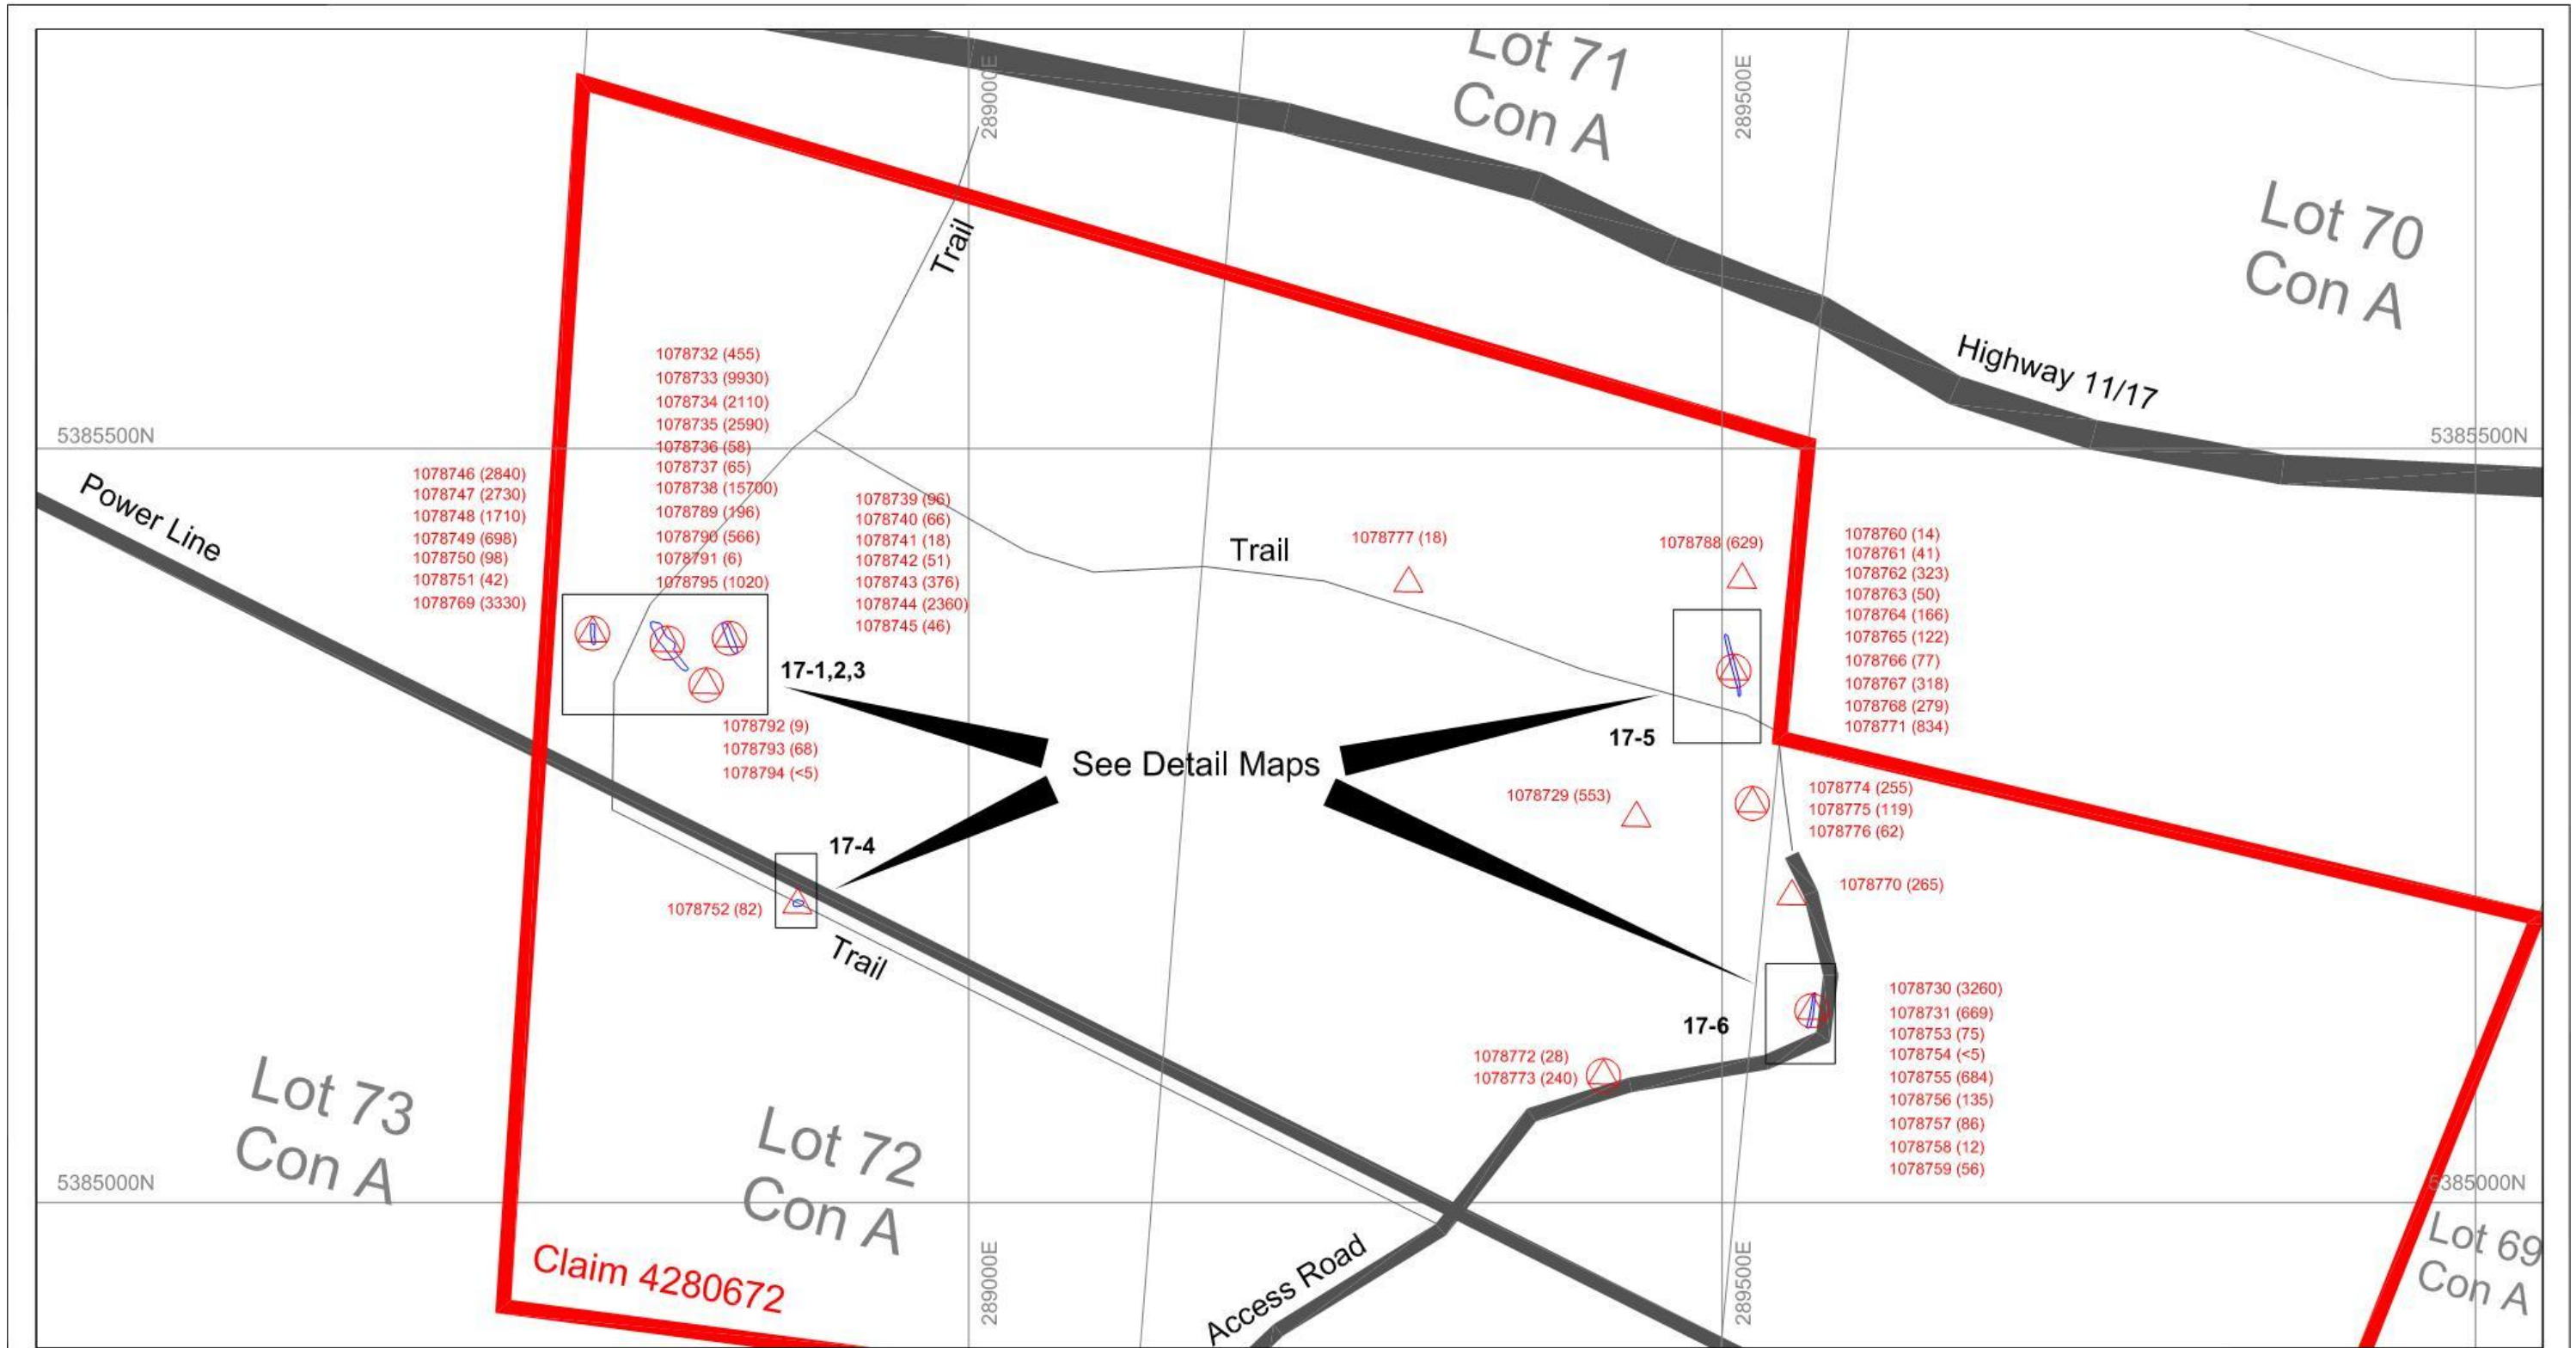 Lot 71
Con A
289000E
289500E
Lot 70
Con A
Trail
Highway 11/17
5385500N
5385500N
Power Line
1078732 (455)
1078733 (9930)
1078734 (2110)
1078735 (2590)
1078736 (58)
1078737 (65)
1078738 (15700)
1078789 (196)
1078790 (566)
1078791 (6)
1078795 (1020)
1078746 (2840)
1078747 (2730)
1078748 (1710)
1078749 (698)
1078750 (98)
1078751 (42)
1078769 (3330)
1078739 (96)
1078740 (66)
1078741 (18)
1078742 (51)
1078743 (376)
1078744 (2360)
1078745 (46)
Trail
1078777 (18)
1078788 (629)
1078760 (14)
1078761 (41)
1078762 (323)
1078763 (50)
1078764 (166)
1078765 (122)
1078766 (77)
1078767 (318)
1078768 (279)
1078771 (834)
17-1,2,3
1078792 (9)
1078793 (68)
1078794 (<5)
17-5
See Detail Maps
1078729 (553)
1078774 (255)
1078775 (119)
1078776 (62)
17-4
1078752 (82)
Trail
1078770 (265)
17-6
1078730 (3260)
1078731 (669)
1078753 (75)
1078754 (<5)
1078755 (684)
1078756 (135)
1078757 (86)
1078758 (12)
1078759 (56)
1078772 (28)
1078773 (240)
Lot 73
Con A
Lot 72
Con A
5385000N
5385000N
Lot 69
Con A
Claim 4280672
289000E
Access Road
289500E